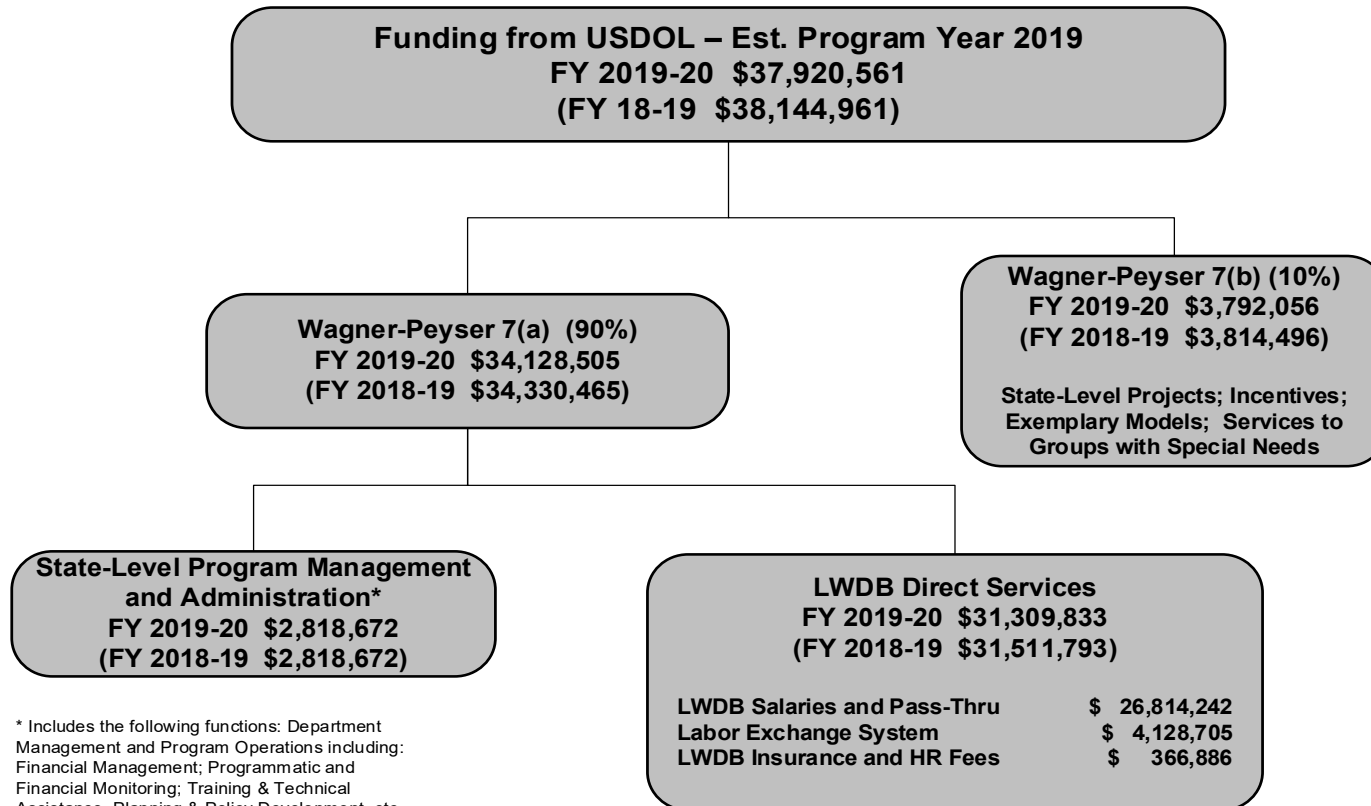 Funding from USDOL – Est. Program Year 2019
FY 2019-20 $37,920,561
(FY 18-19 $38,144,961)
Wagner-Peyser 7(a) (90%)
FY 2019-20 $34,128,505
(FY 2018-19 $34,330,465)
Wagner-Peyser 7(b) (10%)
FY 2019-20 $3,792,056
(FY 2018-19 $3,814,496)
State-Level Projects; Incentives;
Exemplary Models; Services to
Groups with Special Needs
State-Level Program Management
and Administration*
FY 2019-20 $2,818,672
(FY 2018-19 $2,818,672)
LWDB Direct Services
FY 2019-20 $31,309,833
(FY 2018-19 $31,511,793)
LWDB Salaries and Pass-Thru $ 26,814,242
Labor Exchange System $ 4,128,705
LWDB Insurance and HR Fees $ 366,886
* Includes the following functions: Department
Management and Program Operations including:
Financial Management; Programmatic and
Financial Monitoring; Training & Technical
Assistance, Planning & Policy Development, etc.